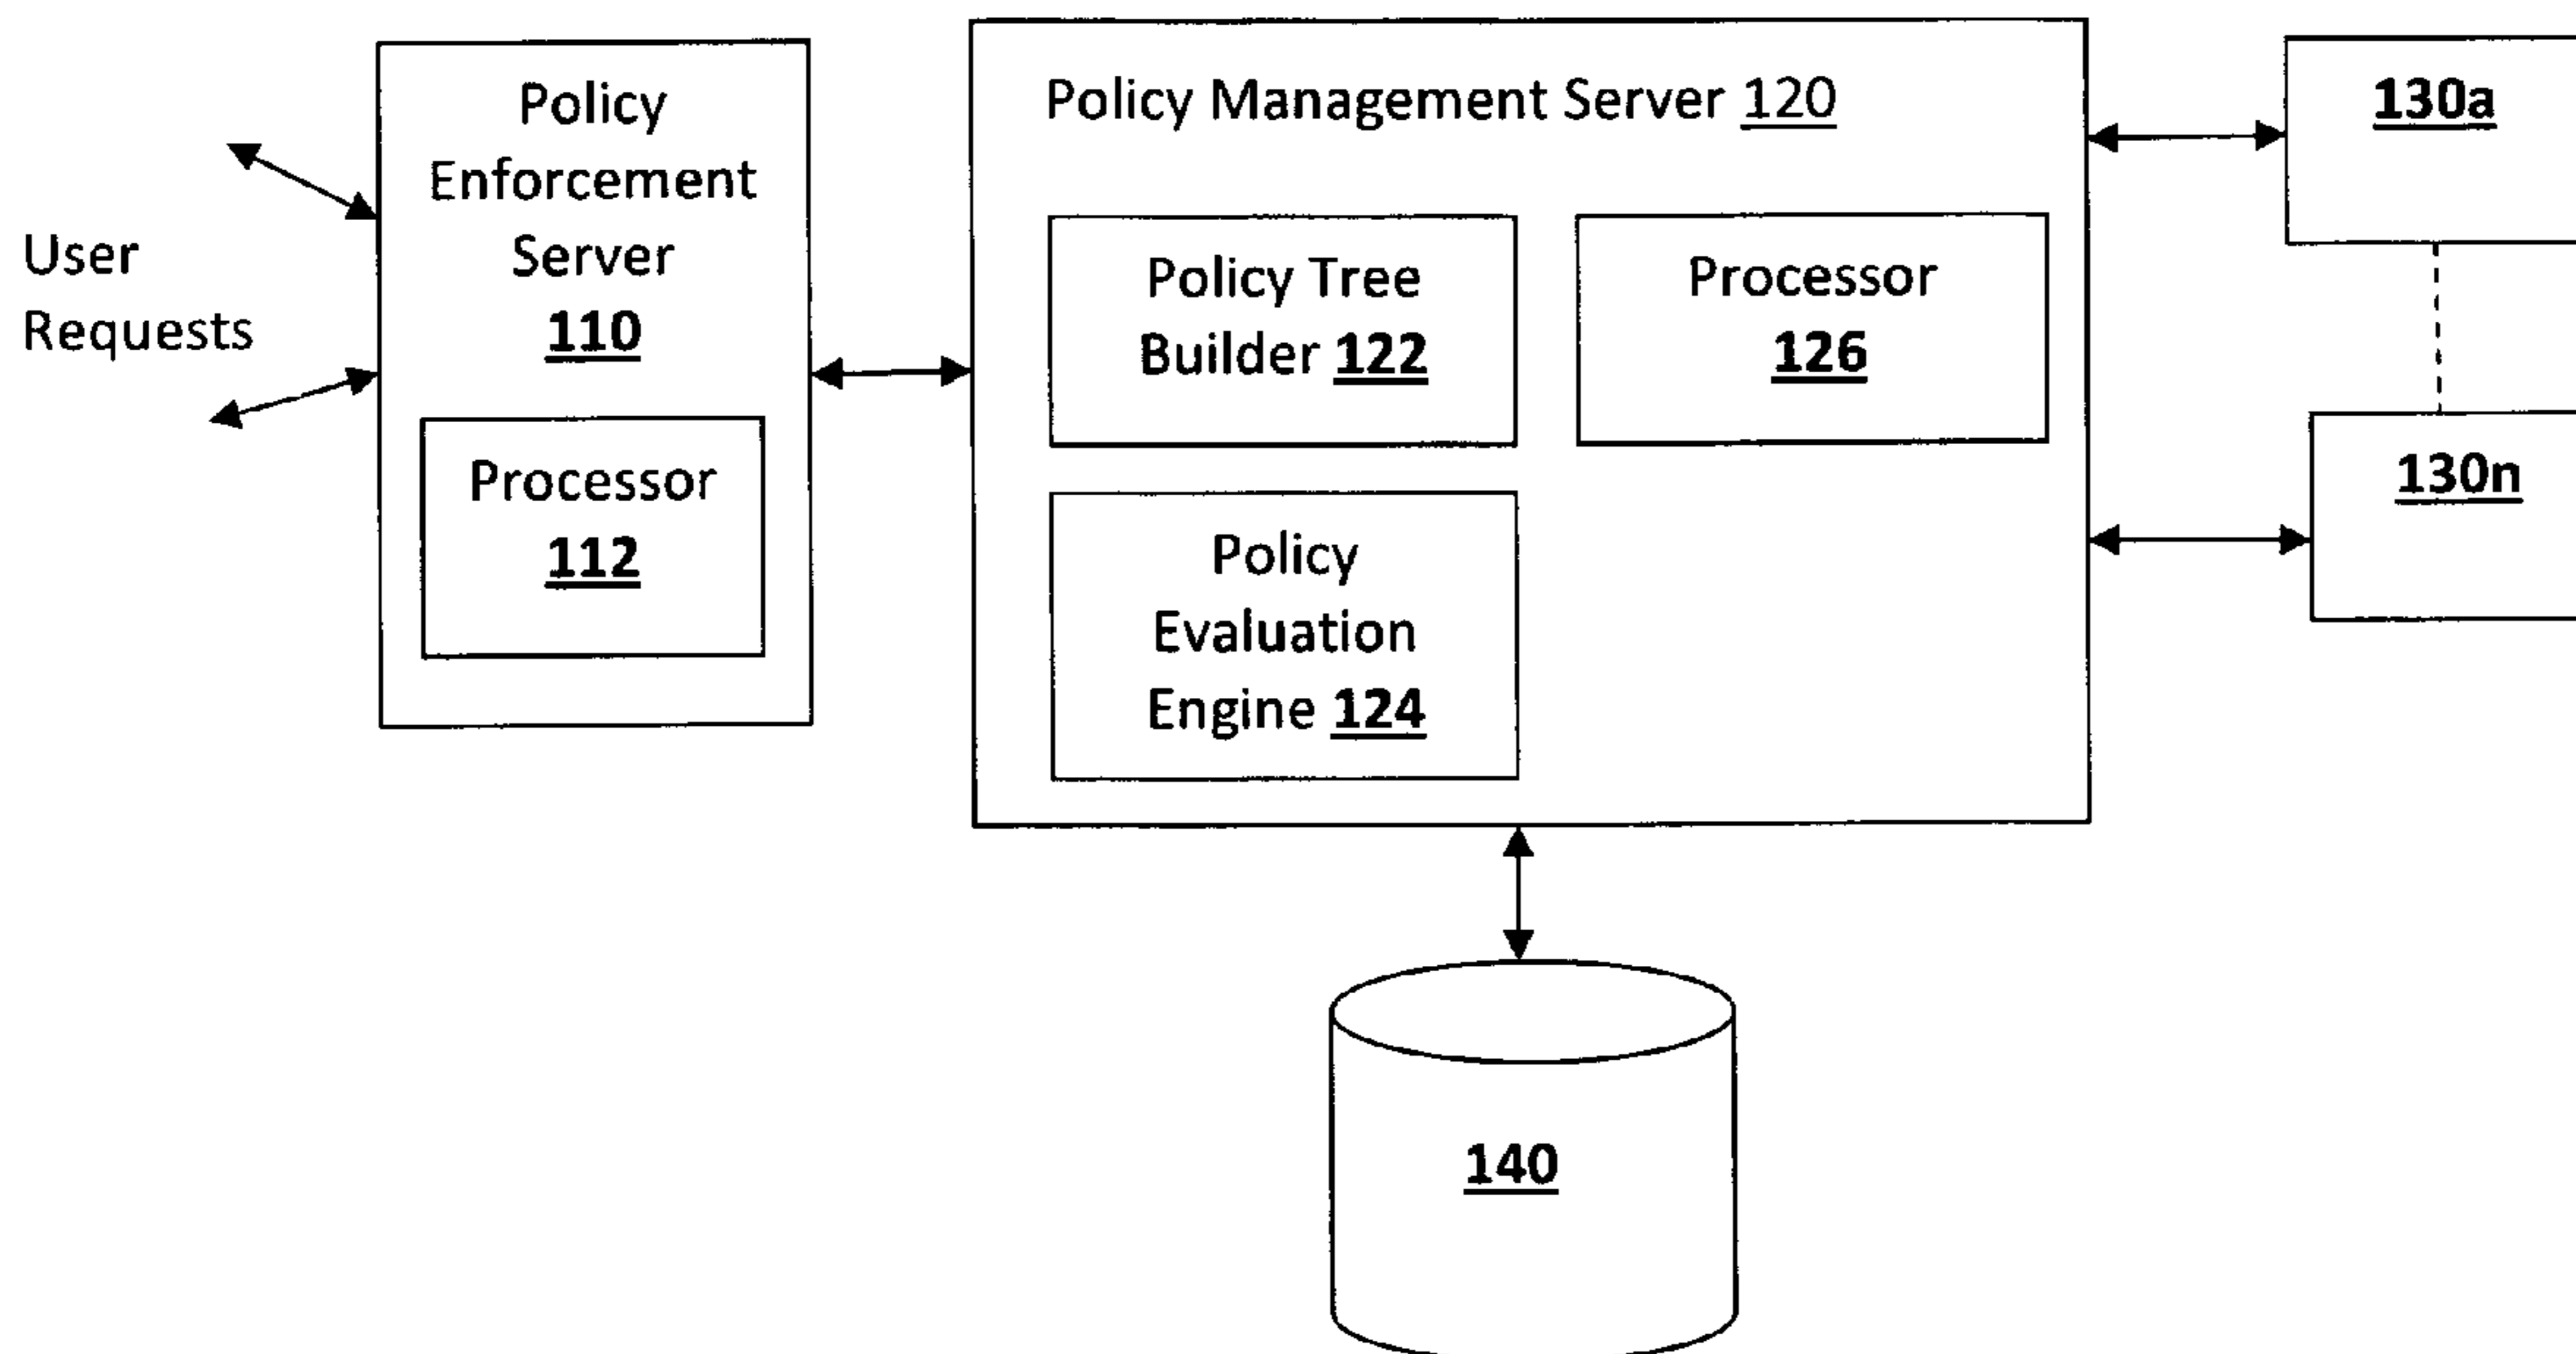 User
Requests
Policy
Enforcement
Server
110
Processor
112
Policy Management Server 120
Policy Tree
Builder 122
Processor
126
Policy
Evaluation
Engine 124
130a
130n
140